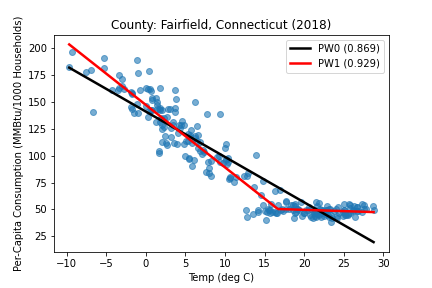 County: Fairfield, Connecticut (2018)
Per-Capita Consumption (MMBtu/1000 Households)
200
175
150
125
100
75
50
25
PW0 (0.869)
PW1 (0.929)
−10 −5 0 5 10 15 20 25 30
Temp (deg C)